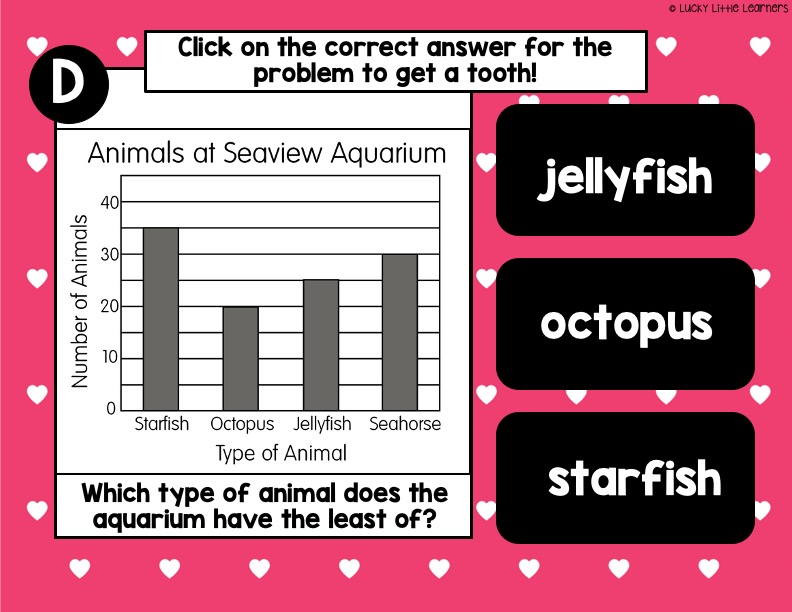 © Lucky Little Learners
Click on the correct answer for the
problem to get a tooth!
D
Animals at Seaview Aquarium
Number of Animals
40
30
20
10
0
Starfish Octopus Jellyfish Seahorse
Type of Animal
Which type of animal does the
aquarium have the least of?
jellyfish
octopus
starfish